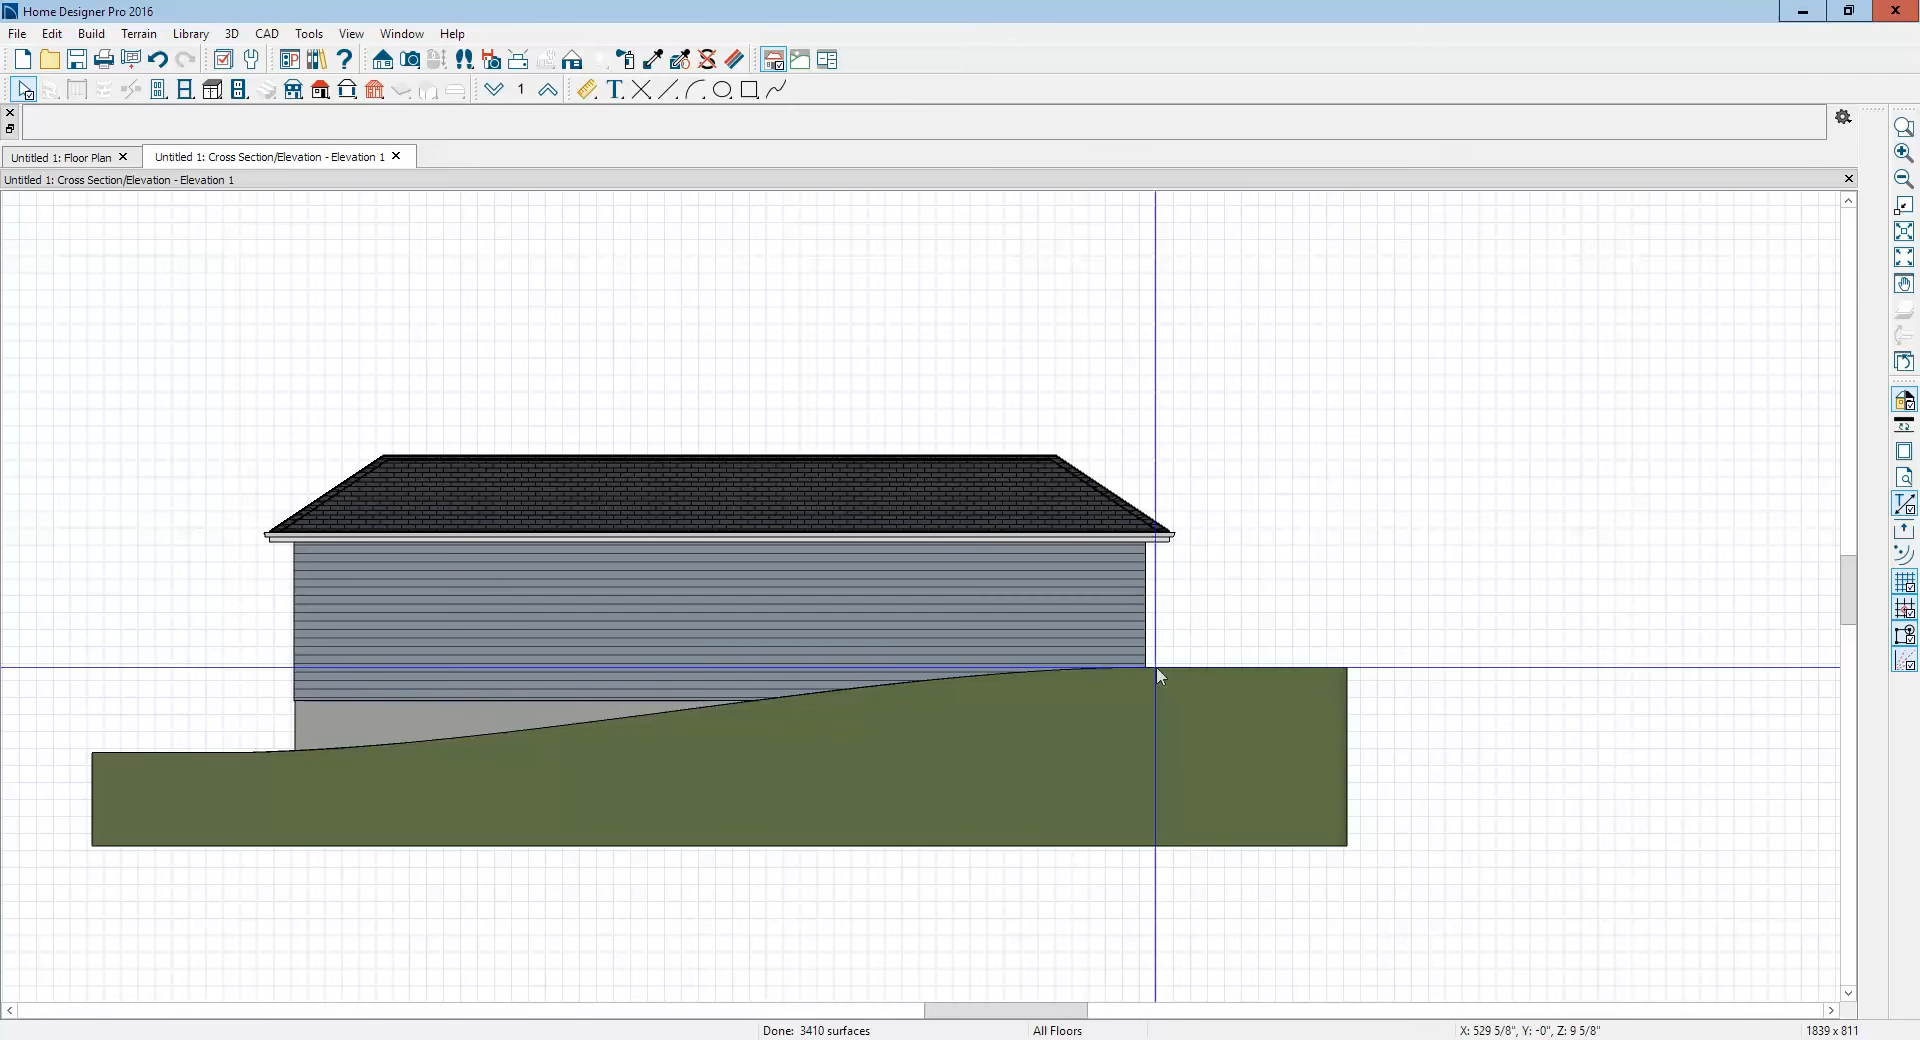 Home Designer Pro 2016
File Edit Build Terrain Library 3D CAD Tools View Window Help
1
Untitled 1: Floor Plan
Untitled 1: Cross Section/Elevation - Elevation 1
Untitled 1: Cross Section/Elevation - Elevation 1
Done: 3410 surfaces
All Floors
X: 529 5/8", Y: -0", Z: 9 5/8"
1839 x 811